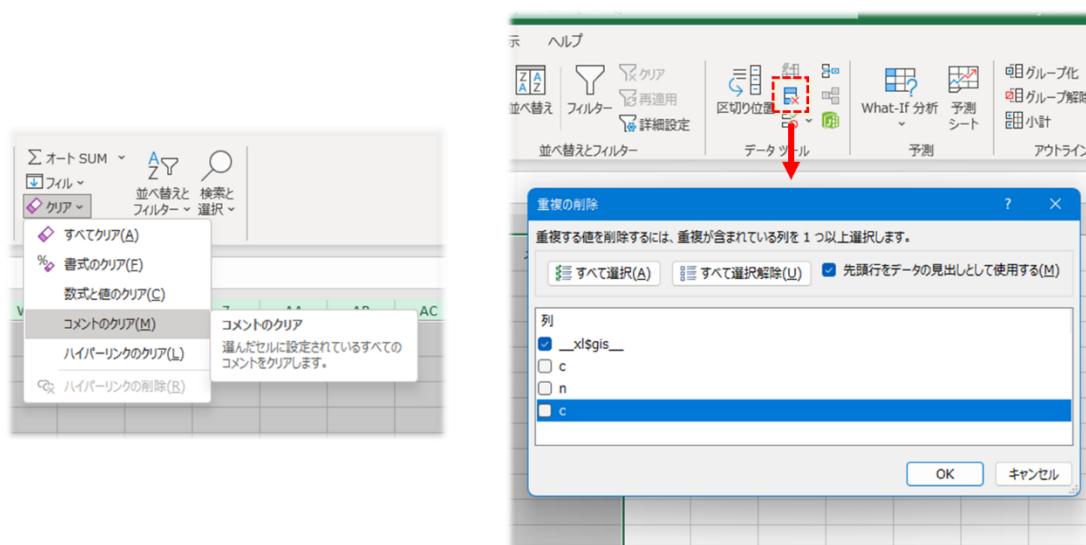 オート SUM
フィル
クリア
並べ替えと
フィルター
検索と
選択
すべてクリア(A)
書式のクリア(F)
数式と値のクリア(C)
コメントのクリア(M)
ハイパーリンクのクリア(L)
ハイパーリンクの削除(R)
Z
AA
AB
AC
コメントのクリア
選んだセルに設定されているすべての
コメントをクリアします。
示
ヘルプ
並べ替え
フィルター
クリア
再適用
詳細設定
並べ替えとフィルター
区切り位置
データ ツール
What-If 分析
予測
シート
予測
グループ化
グループ解除
小計
アウトライン
重複の削除
重複する値を削除するには、重複が含まれている列を 1 つ以上選択します。
すべて選択(A)
すべて選択解除(U)
先頭行をデータの見出しとして使用する(M)
列
__xl$gis__
c
n
c
OK
キャンセル